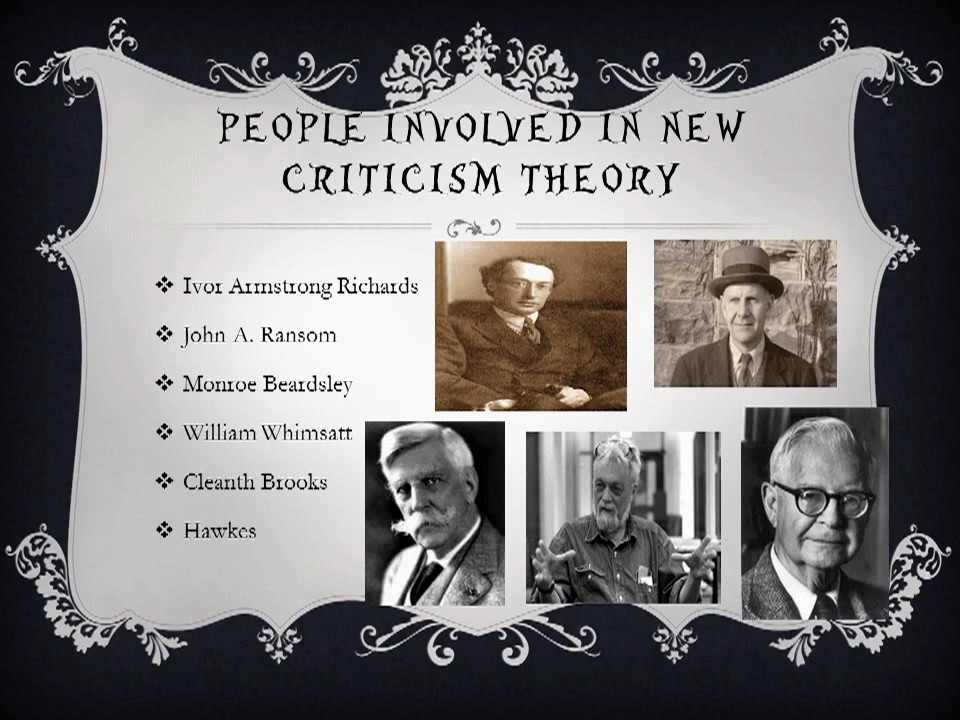 PEOPLE INVOLVED IN NEW
CRITICISM THEORY
❖ Ivor Armstrong Richards
❖ John A. Ransom
❖ Monroe Beardsley
❖ William Whimsatt
❖ Cleanth Brooks
❖ Hawkes